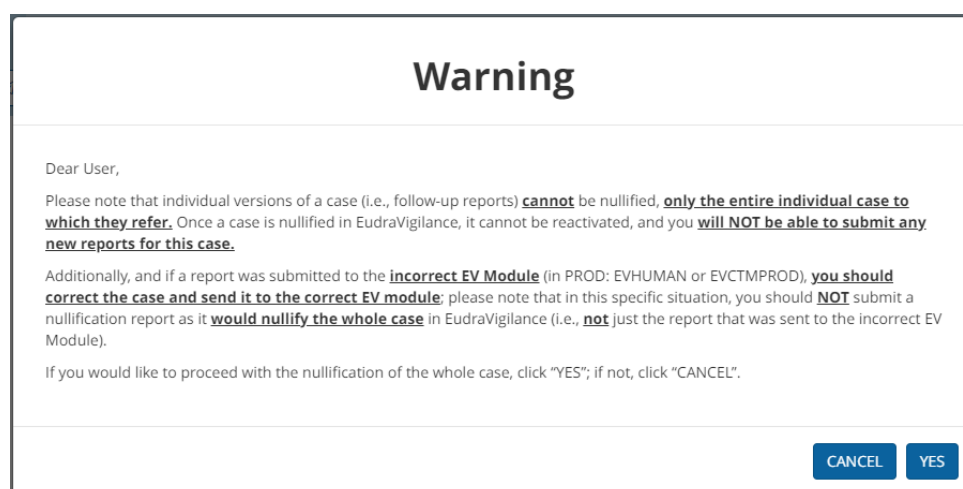 Warning
Dear User,
Please note that individual versions of a case (i.e., follow-up reports) cannot be nullified, only the entire individual case to
which they refer. Once a case is nullified in EudraVigilance, it cannot be reactivated, and you will NOT be able to submit any
new reports for this case.
Additionally, and if a report was submitted to the incorrect EV Module (in PROD: EVHUMAN or EVCTMPROD), you should
correct the case and send it to the correct EV module; please note that in this specific situation, you should NOT submit a
nullification report as it would nullify the whole case in EudraVigilance (i.e., not just the report that was sent to the incorrect EV
Module).
If you would like to proceed with the nullification of the whole case, click “YES”; if not, click “CANCEL”.
CANCEL YES